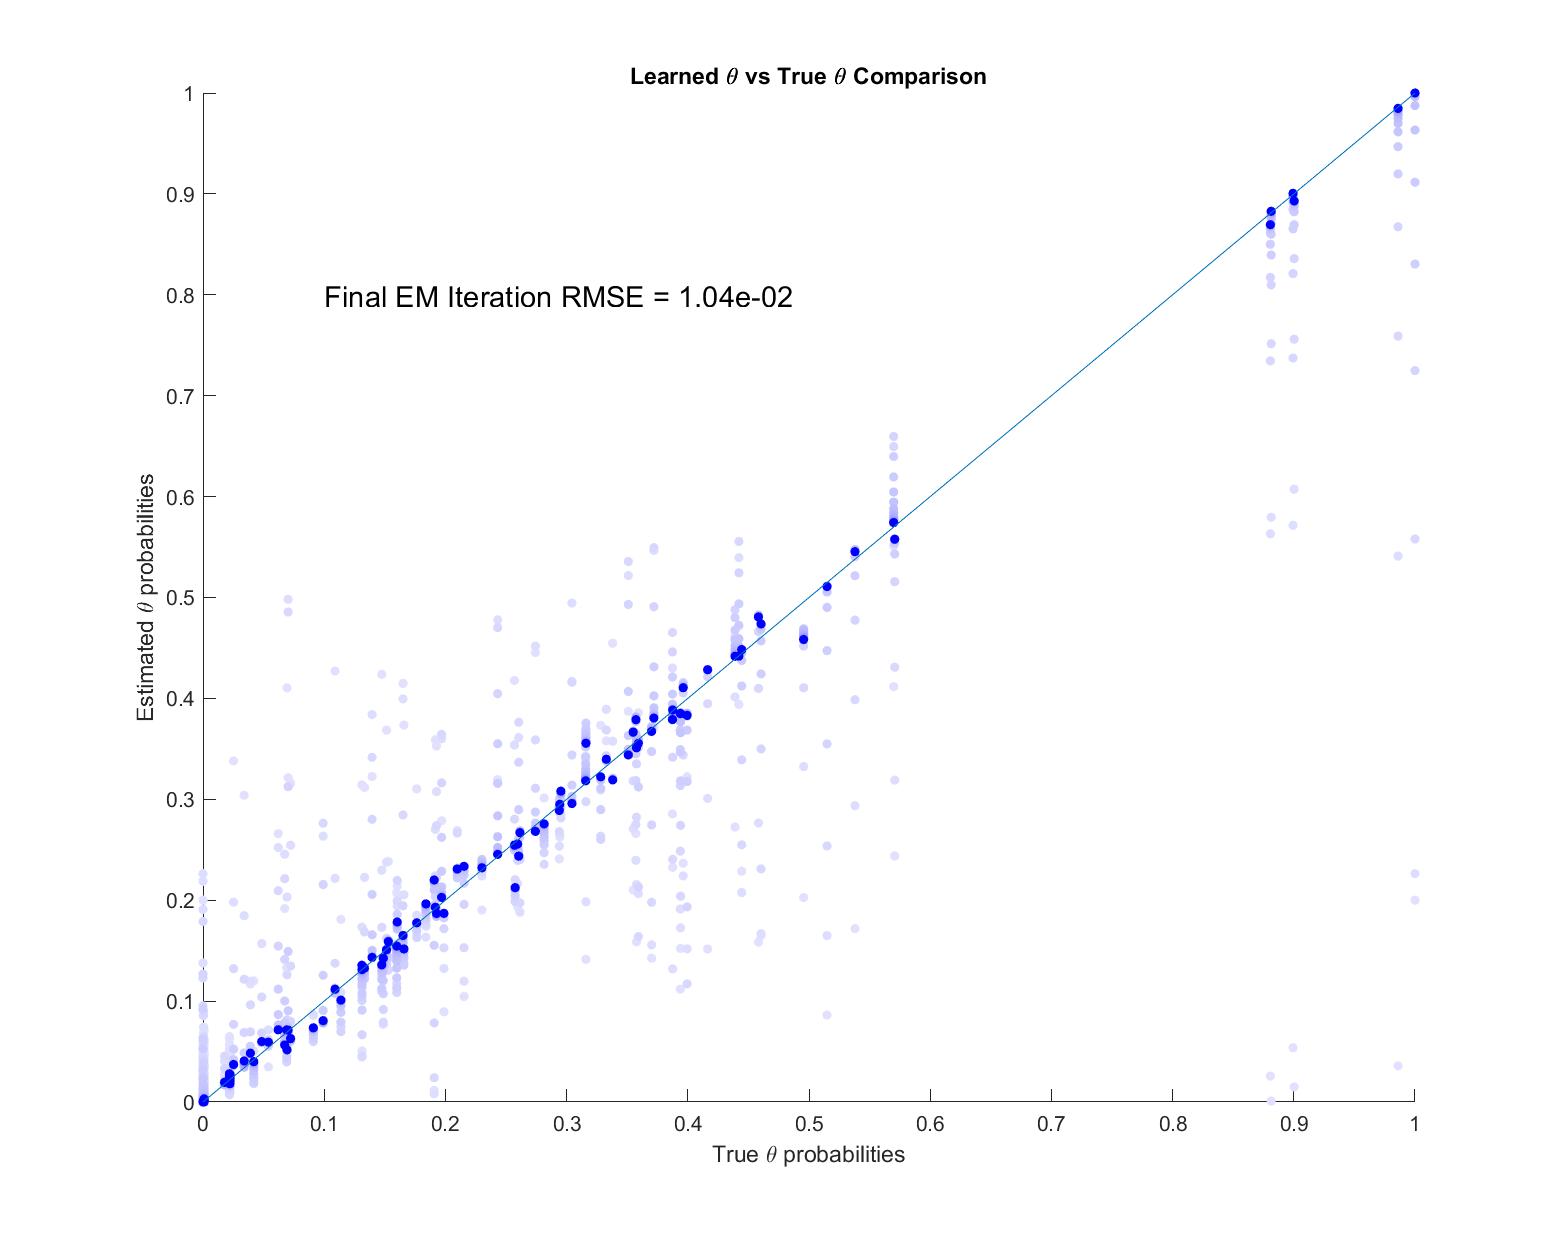 Learned θ vs True θ Comparison
1
0.9
0.8
0.7
0.6
0.5
0.4
0.3
0.2
0.1
0
Final EM Iteration RMSE = 1.04e-02
Estimated θ probabilities
0 0.1 0.2 0.3 0.4 0.5 0.6 0.7 0.8 0.9 1
True θ probabilities